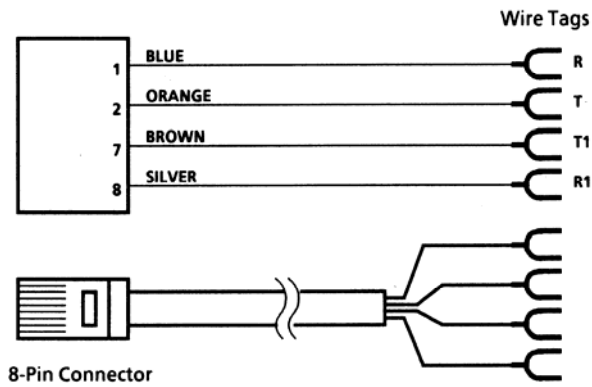 Wire Tags
1 BLUE R
2 ORANGE T
7 BROWN T1
8 SILVER R1
8-Pin Connector